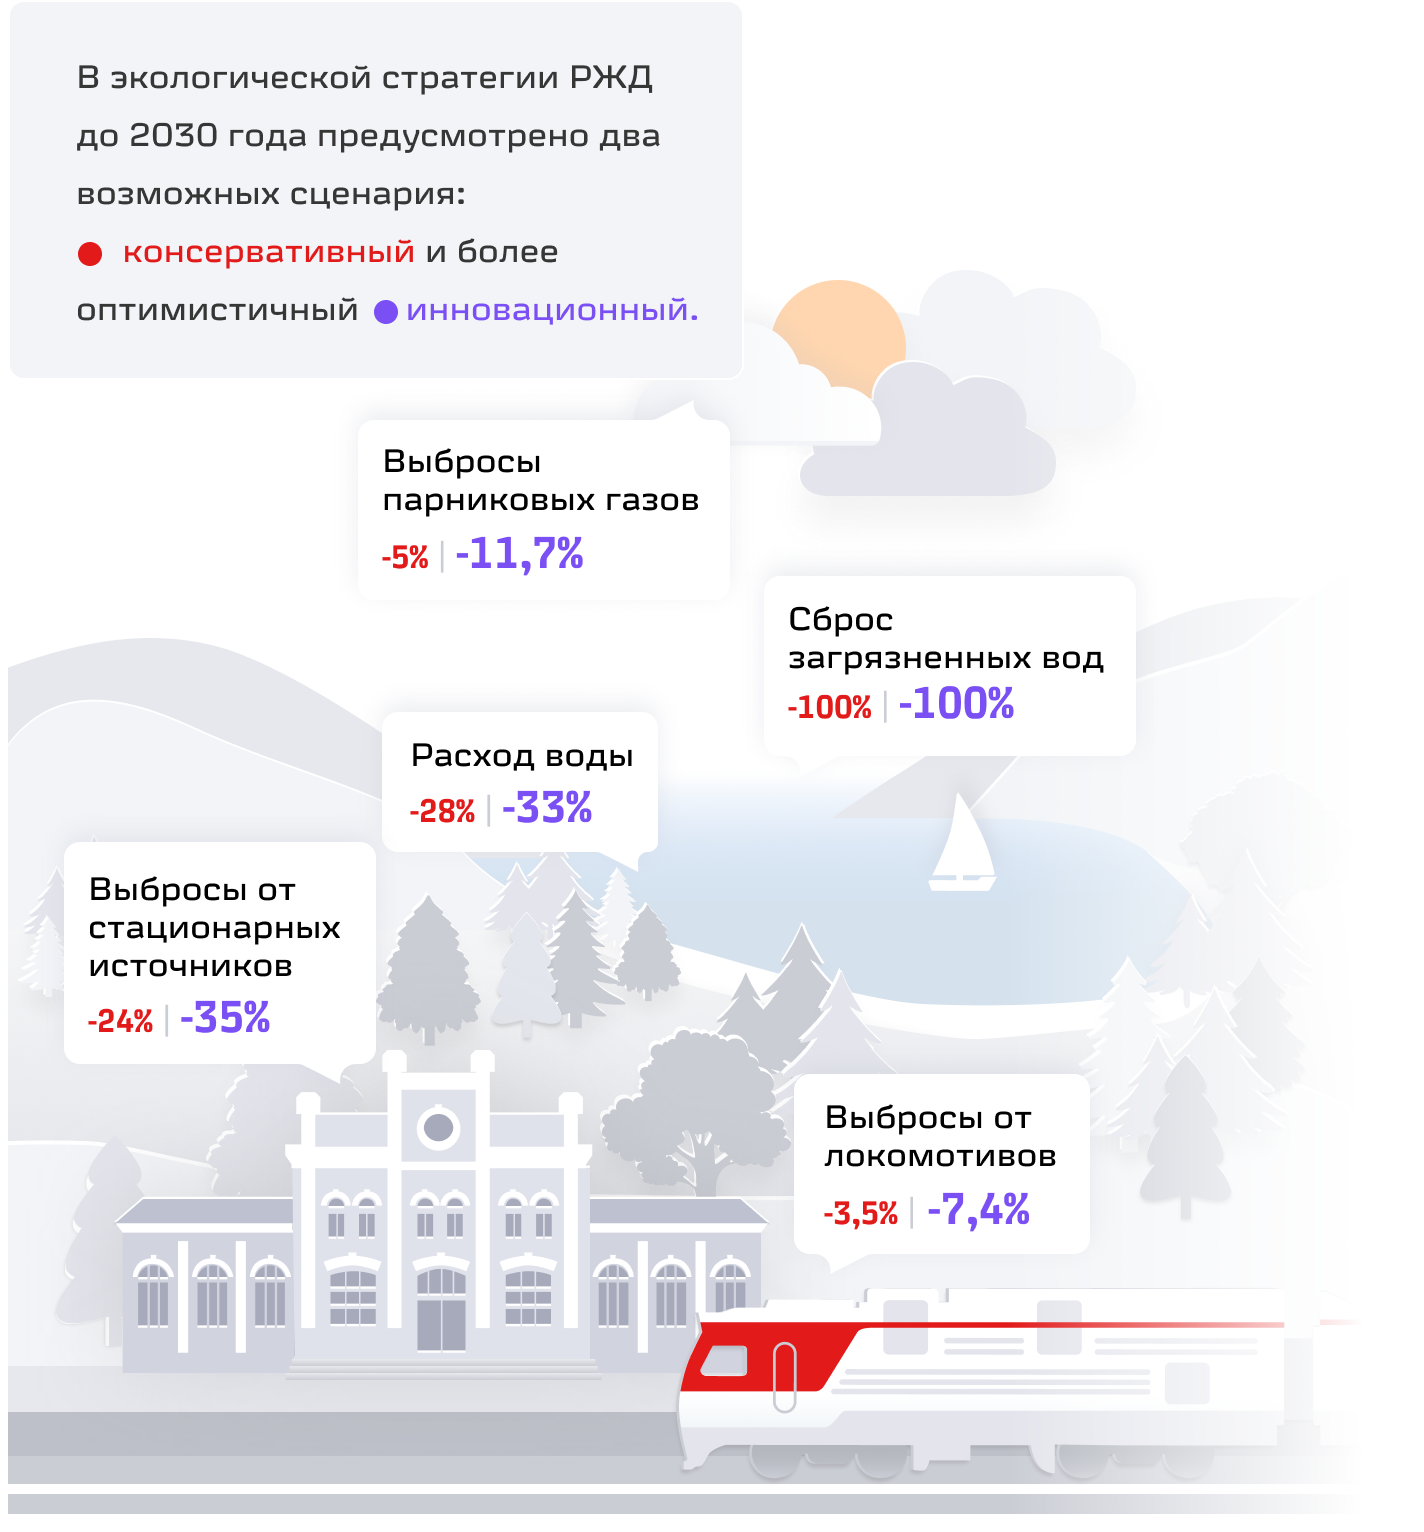 В экологической стратегии РЖД
до 2030 года предусмотрено два
возможных сценария:
консервативный и более
оптимистичный инновационный.
Выбросы
парниковых газов
-5% | -11,7%
Сброс
загрязненных вод
-100% | -100%
Расход воды
-28% | -33%
Выбросы от
стационарных
источников
-24% | -35%
Выбросы от
локомотивов
-3,5% | -7,4%